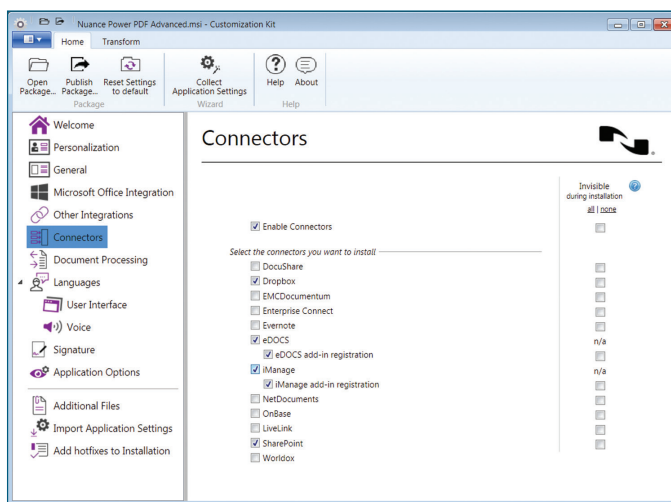 Nuance Power PDF Advanced.msi - Customization Kit
Home Transform
Open Package... Publish Package... Reset Settings to default Collect Application Settings Help About
Package Wizard Help
Welcome
Personalization
General
Microsoft Office Integration
Other Integrations
Connectors
Document Processing
Languages
User Interface
Voice
Signature
Application Options
Additional Files
Import Application Settings
Add hotfixes to Installation
Connectors
Invisible
during installation
all | none
Enable Connectors
Select the connectors you want to install
DocuShare
Dropbox
EMCDocumentum
Enterprise Connect
Evernote
eDOCS n/a
eDOCS add-in registration
iManage n/a
iManage add-in registration
NetDocuments
OnBase
LiveLink
SharePoint
Worldox